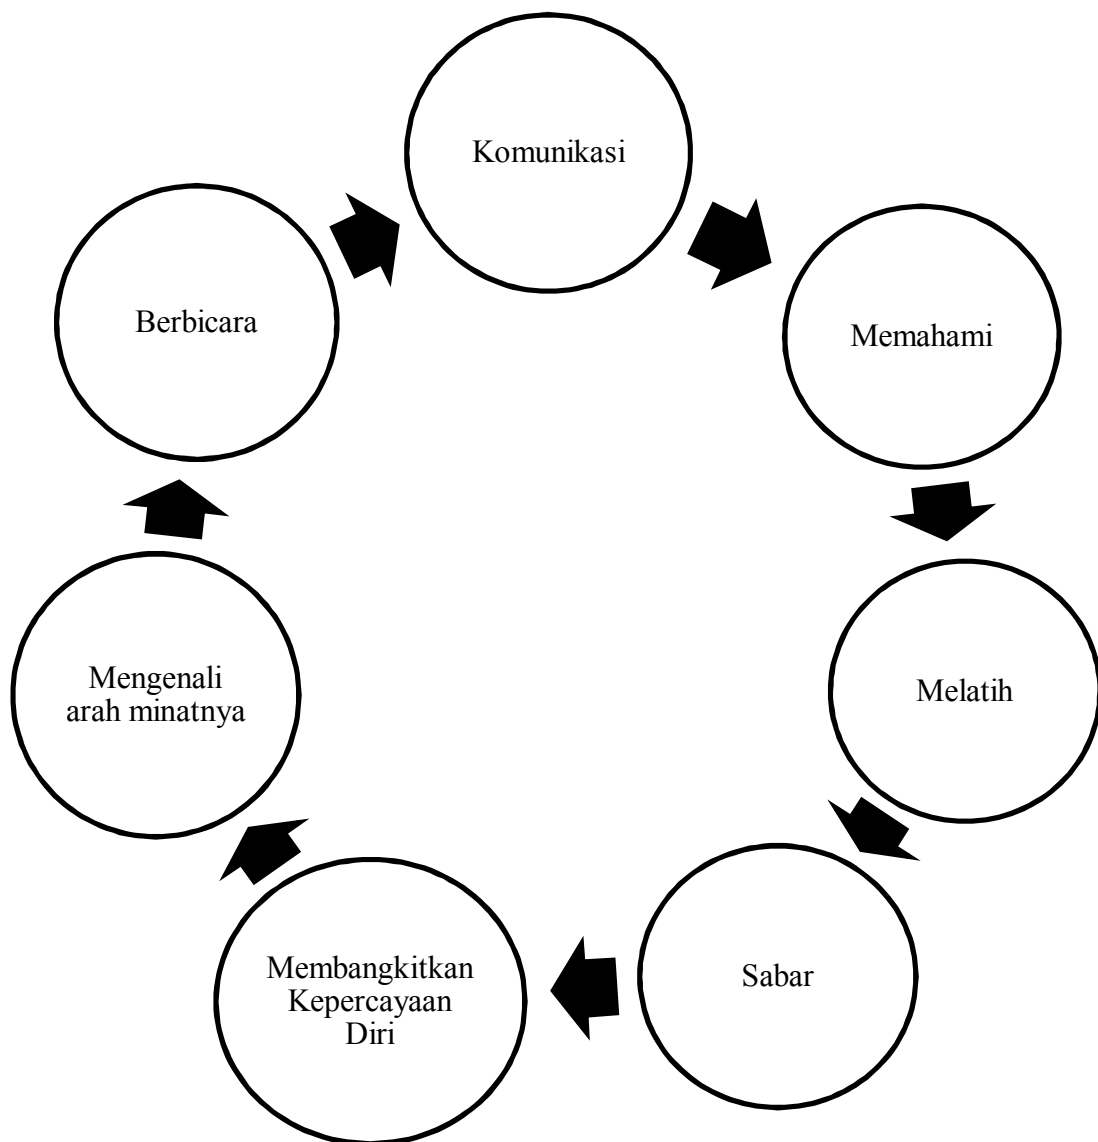 Komunikasi
Memahami
Melatih
Sabar
Membangkitkan
Kepercayaan
Diri
Mengenali
arah minatnya
Berbicara